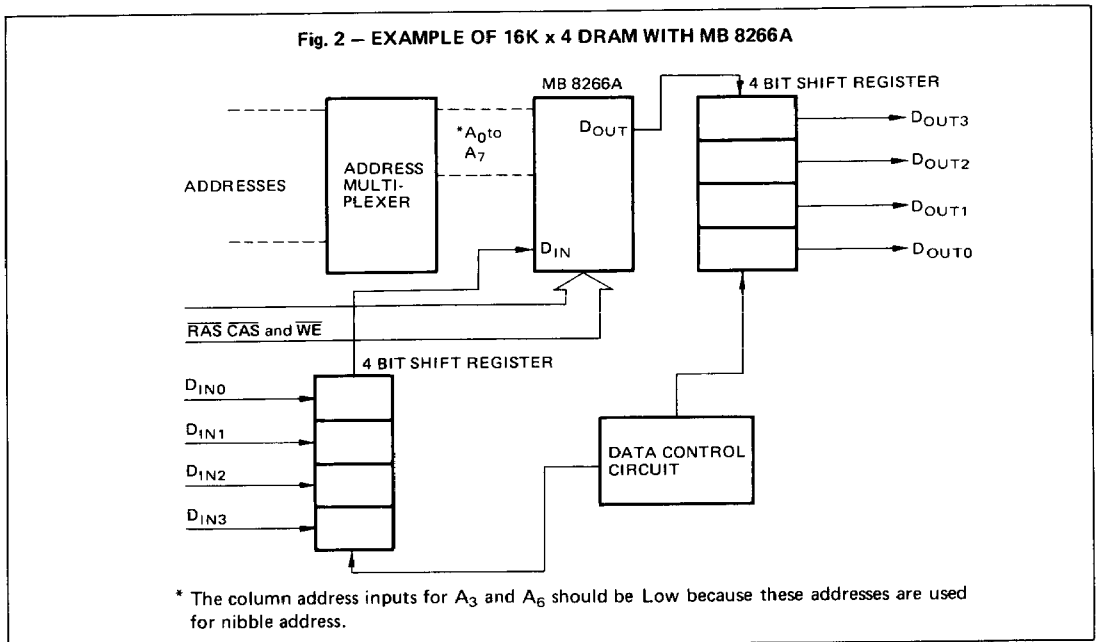 Fig. 2 – EXAMPLE OF 16K x 4 DRAM WITH MB 8266A
MB 8266A
4 BIT SHIFT REGISTER
ADDRESSES
ADDRESS
MULTI-
PLEXER
*A0 to
A7
DOUT
DIN
DOUT3
DOUT2
DOUT1
DOUT0
R̅A̅S̅ C̅A̅S̅ and W̅E̅
4 BIT SHIFT REGISTER
DIN0
DIN1
DIN2
DIN3
DATA CONTROL
CIRCUIT
* The column address inputs for A3 and A6 should be Low because these addresses are used
for nibble address.